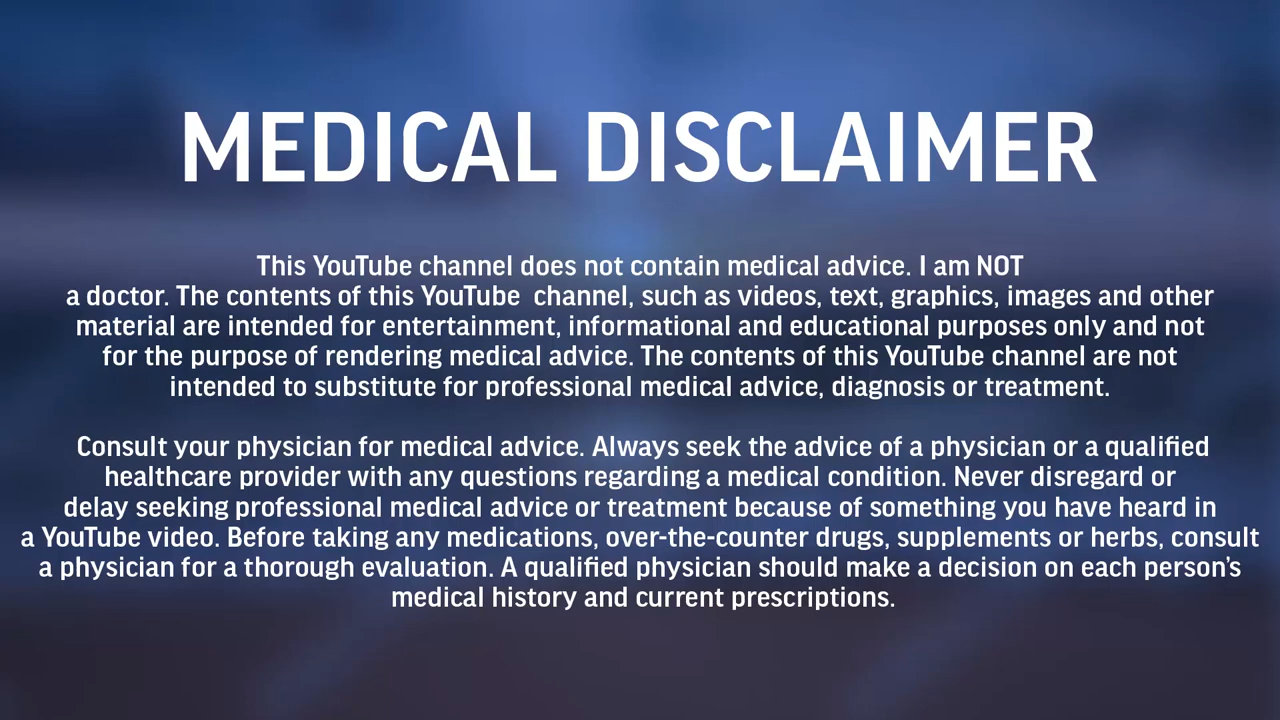 MEDICAL DISCLAIMER
This YouTube channel does not contain medical advice. I am NOT
a doctor. The contents of this YouTube  channel, such as videos, text, graphics, images and other
material are intended for entertainment, informational and educational purposes only and not
for the purpose of rendering medical advice. The contents of this YouTube channel are not
intended to substitute for professional medical advice, diagnosis or treatment.
Consult your physician for medical advice. Always seek the advice of a physician or a qualified
healthcare provider with any questions regarding a medical condition. Never disregard or
delay seeking professional medical advice or treatment because of something you have heard in
a YouTube video. Before taking any medications, over-the-counter drugs, supplements or herbs, consult
a physician for a thorough evaluation. A qualified physician should make a decision on each person’s
medical history and current prescriptions.